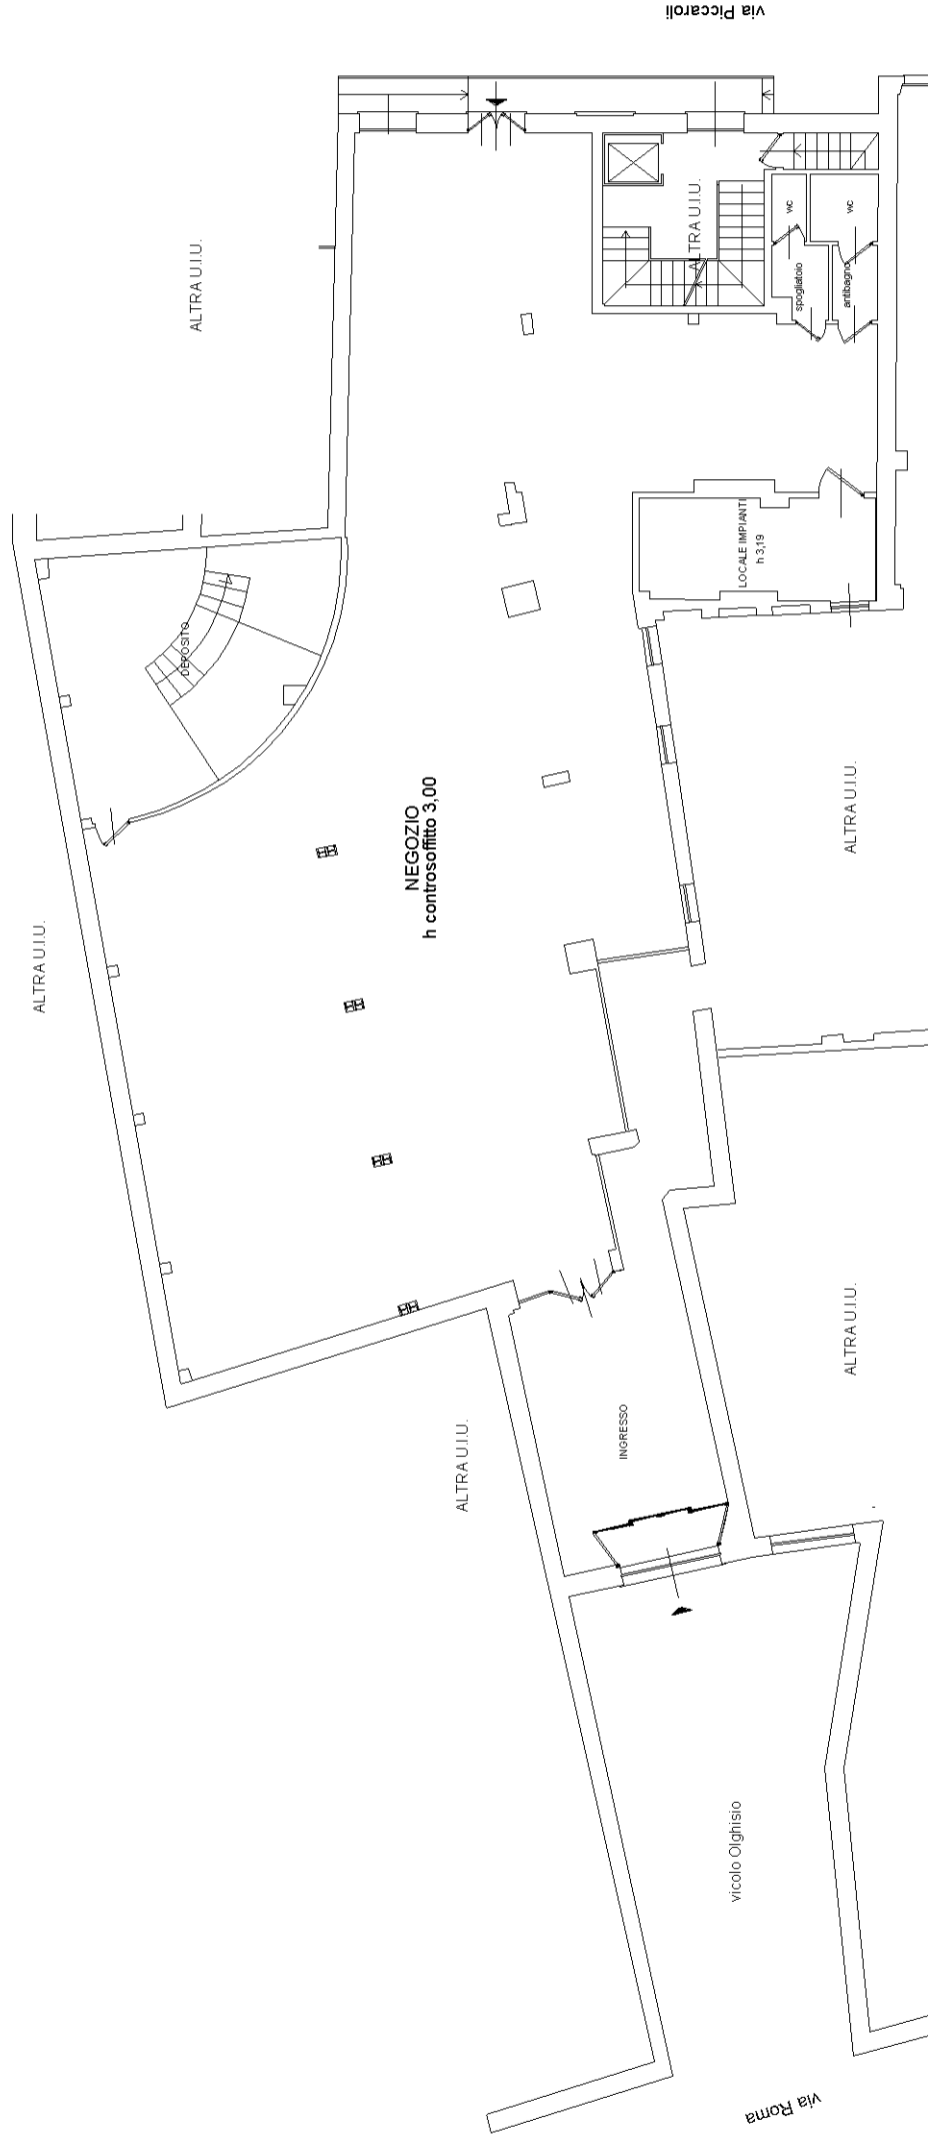 via Piccaroli
ALTRA U.I.U.
ALTRA U.I.U.
wc
wc
spogliatoio
antibagno
LOCALE IMPIANTI
h 3,19
DEPOSITO
NEGOZIO
h controsoffitto 3,00
ALTRA U.I.U.
ALTRA U.I.U.
ALTRA U.I.U.
ALTRA U.I.U.
INGRESSO
vicolo Olghisio
via Roma